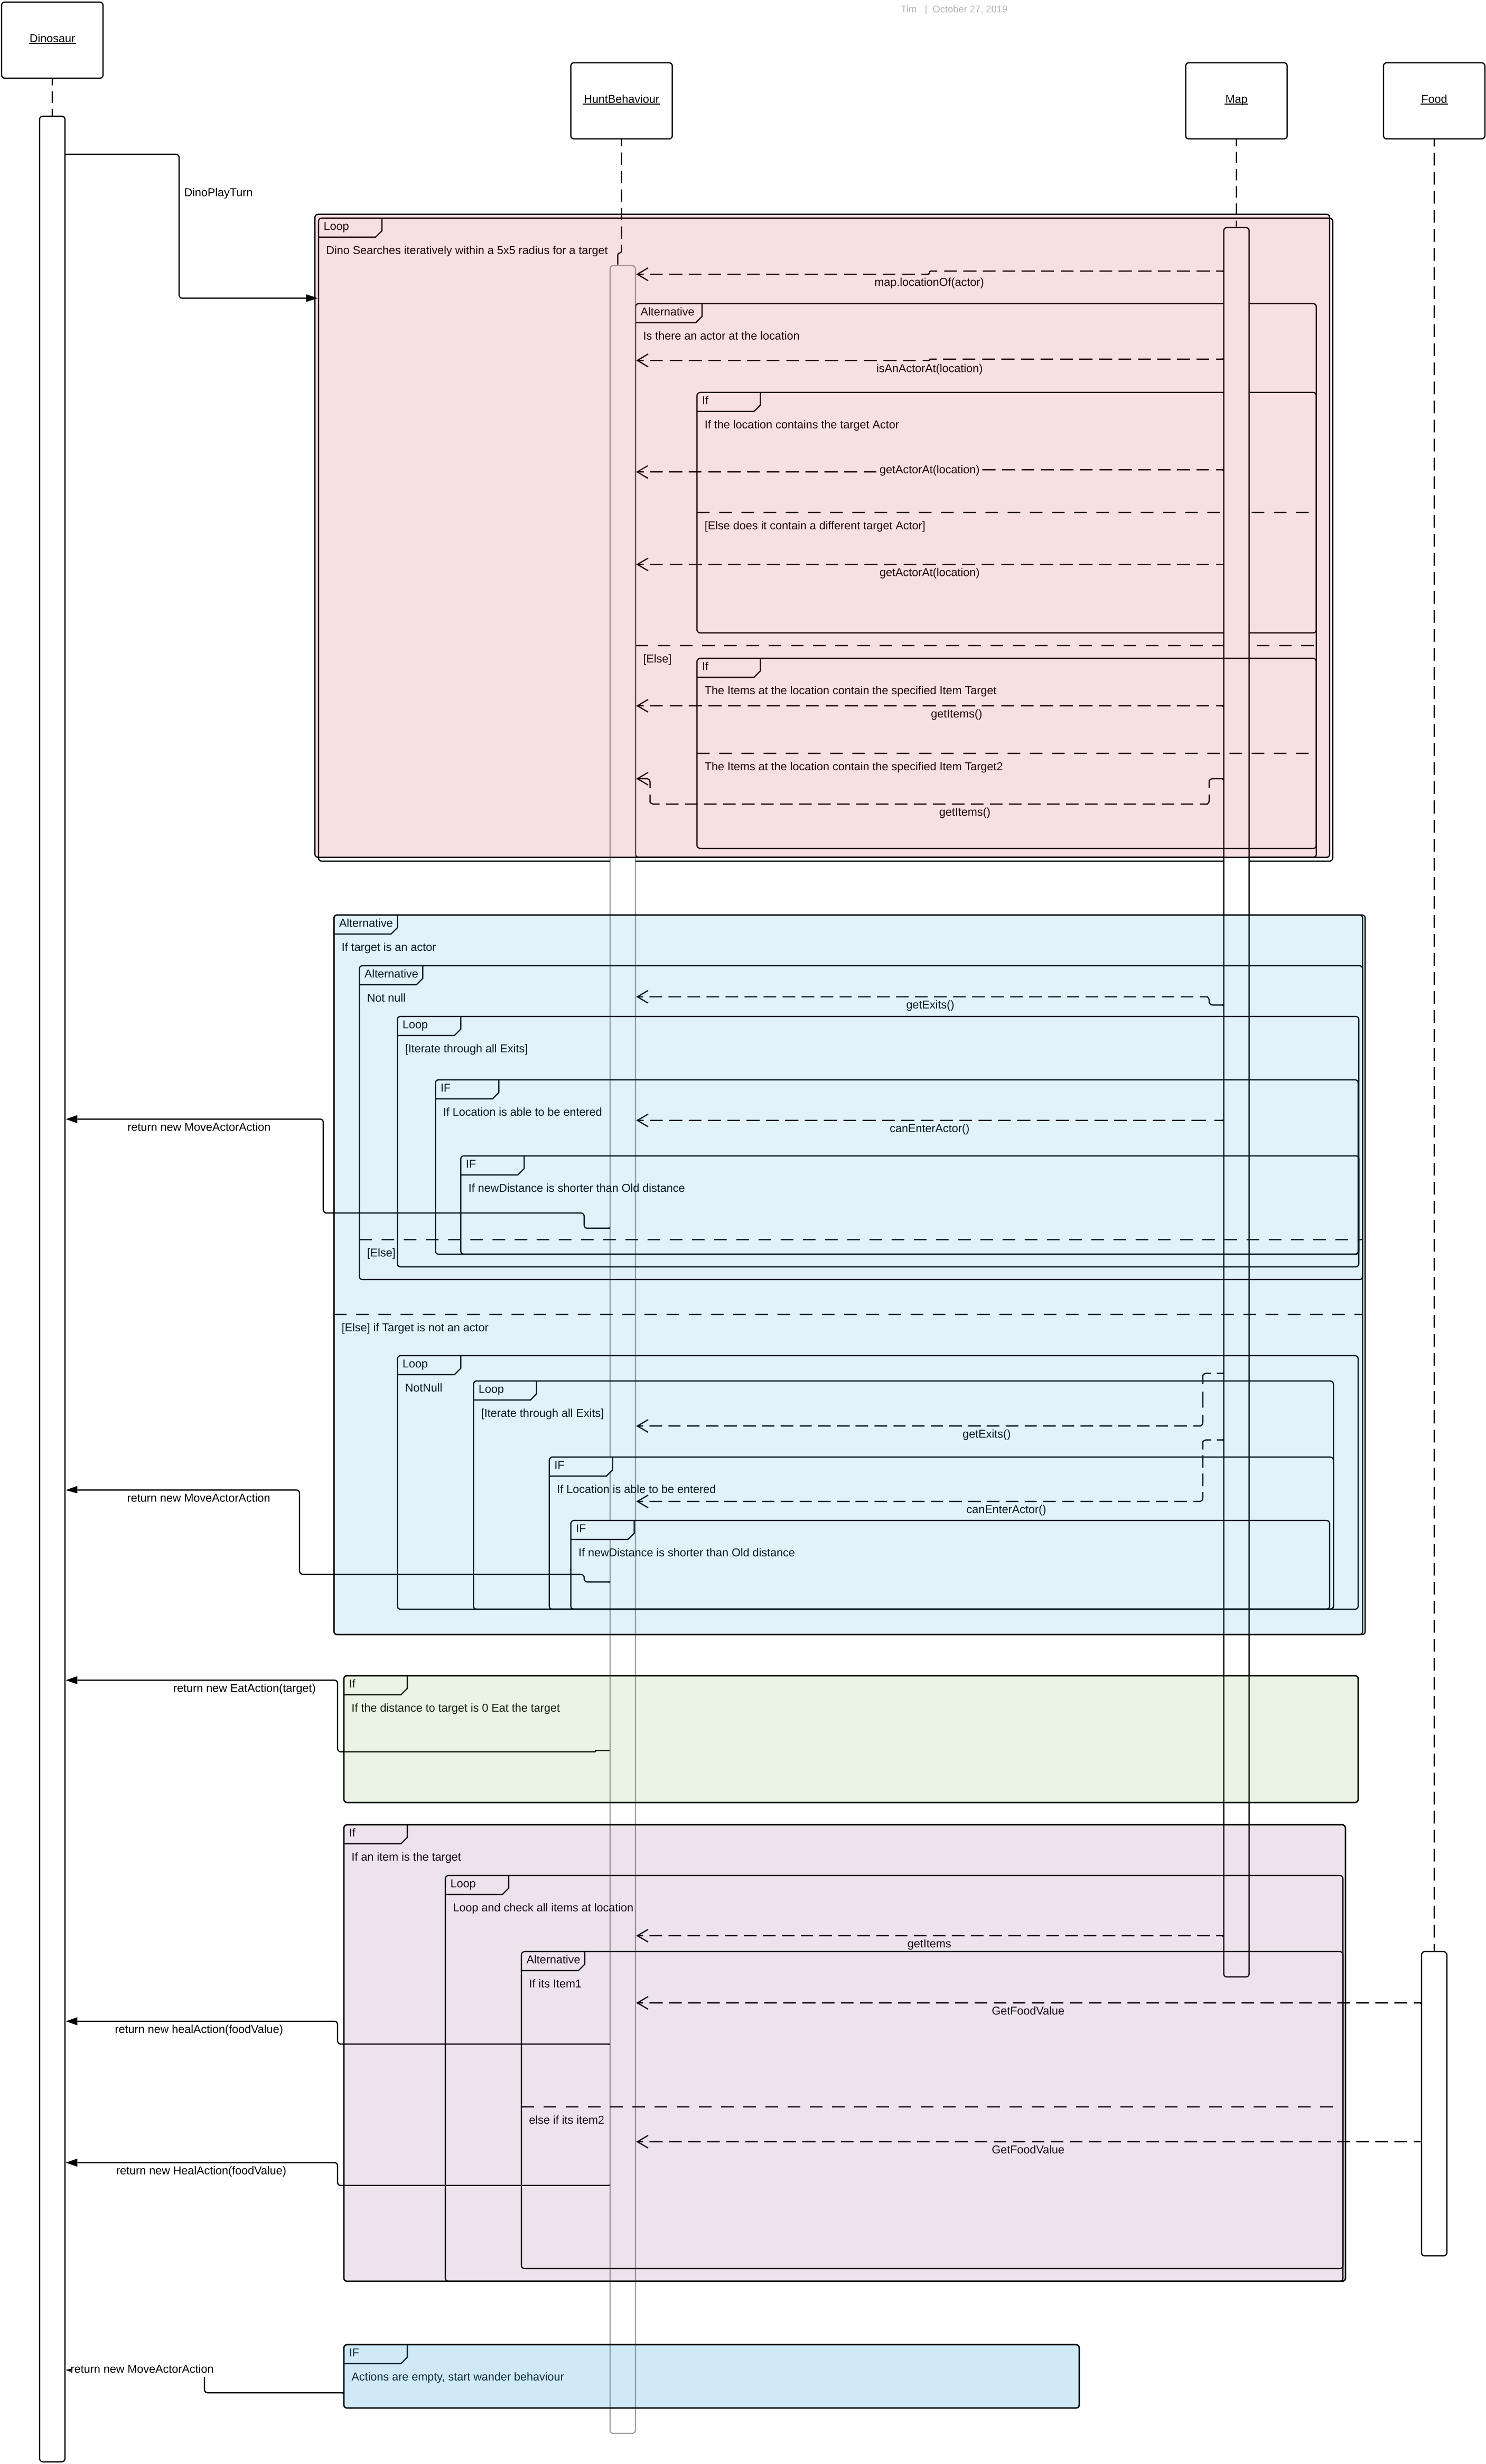 Tim | October 27, 2019
Dinosaur
HuntBehaviour
Map
Food
DinoPlayTurn
Loop
Dino Searches iteratively within a 5x5 radius for a target
map.locationOf(actor)
Alternative
Is there an actor at the location
isAnActorAt(location)
If
If the location contains the target Actor
getActorAt(location)
[Else does it contain a different target Actor]
getActorAt(location)
[Else]
If
The Items at the location contain the specified Item Target
getItems()
The Items at the location contain the specified Item Target2
getItems()
Alternative
If target is an actor
Alternative
Not null
getExits()
Loop
[Iterate through all Exits]
IF
If Location is able to be entered
canEnterActor()
return new MoveActorAction
IF
If newDistance is shorter than Old distance
[Else]
[Else] if Target is not an actor
Loop
NotNull
Loop
[Iterate through all Exits]
getExits()
IF
If Location is able to be entered
return new MoveActorAction
canEnterActor()
IF
If newDistance is shorter than Old distance
return new EatAction(target)
If
If the distance to target is 0 Eat the target
If
If an item is the target
Loop
Loop and check all items at location
getItems
Alternative
If its Item1
GetFoodValue
return new healAction(foodValue)
else if its item2
GetFoodValue
return new HealAction(foodValue)
IF
return new MoveActorAction
Actions are empty, start wander behaviour